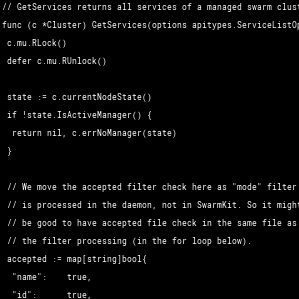 // GetServices returns all services of a managed swarm
func (c *Cluster) GetServices(options
c.mu.RLock()
defer c.mu.RUnlock()
state := c.currentNodeState()
if !state.IsActiveManager() {
return nil, c.errNoManager(state)
}
// We move the accepted filter check here as "mode" filter
// is processed in the daemon, not in SwarmKit. So it might
// be good to have accepted file check in the same file as
// the filter processing (in the for loop below).
accepted := map[string]bool{
"name": true,
"id": true,